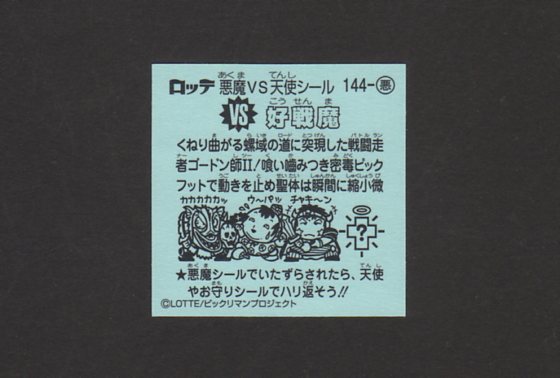 ロッテ 悪魔VS天使シール 144-悪
VS 好戦魔
くねり曲がる螺域の道に突現した戦闘走
者ゴードン師II/喰い噛みつき密毒ビック
フットで動きを止め聖体は瞬間に縮小微
カカカカカッ ウ〜パッ チャキ〜ン
?
★悪魔シールでいたずらされたら、天使
やお守りシールでハリ返そう!!
©LOTTE/ビックリマンプロジェクト